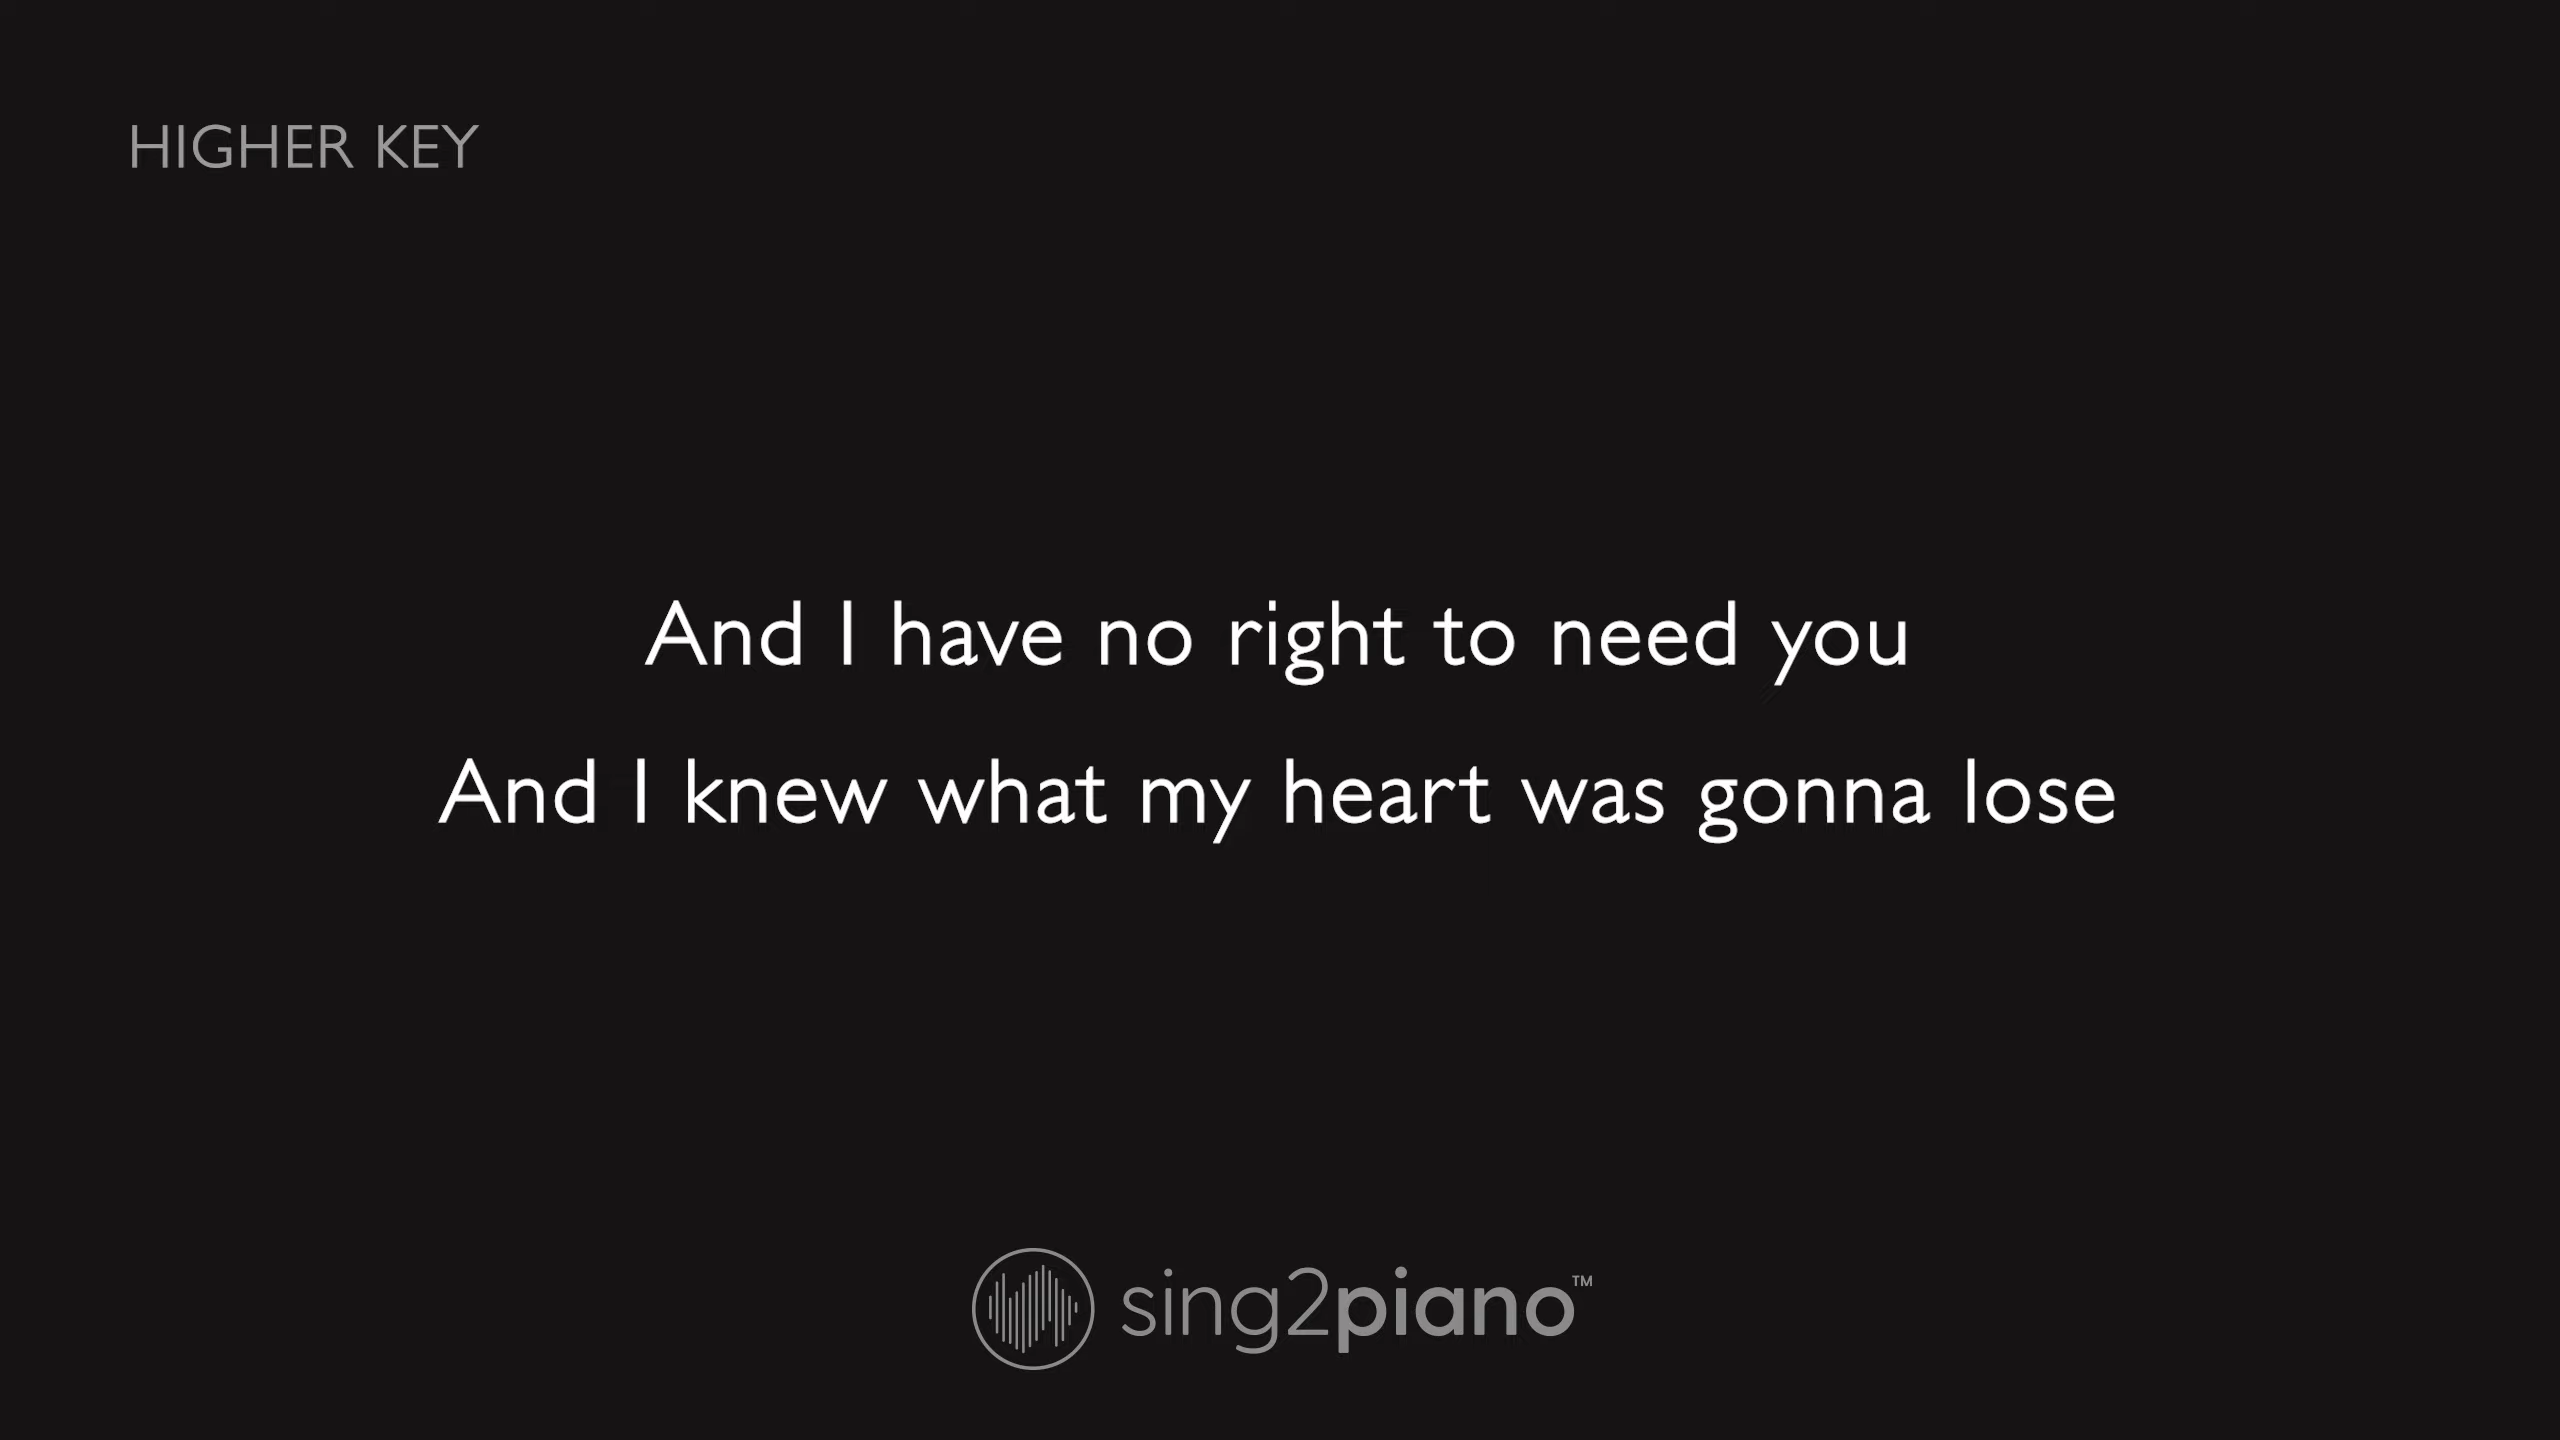 HIGHER KEY
And I have no right to need you
And I knew what my heart was gonna lose
sing2piano™